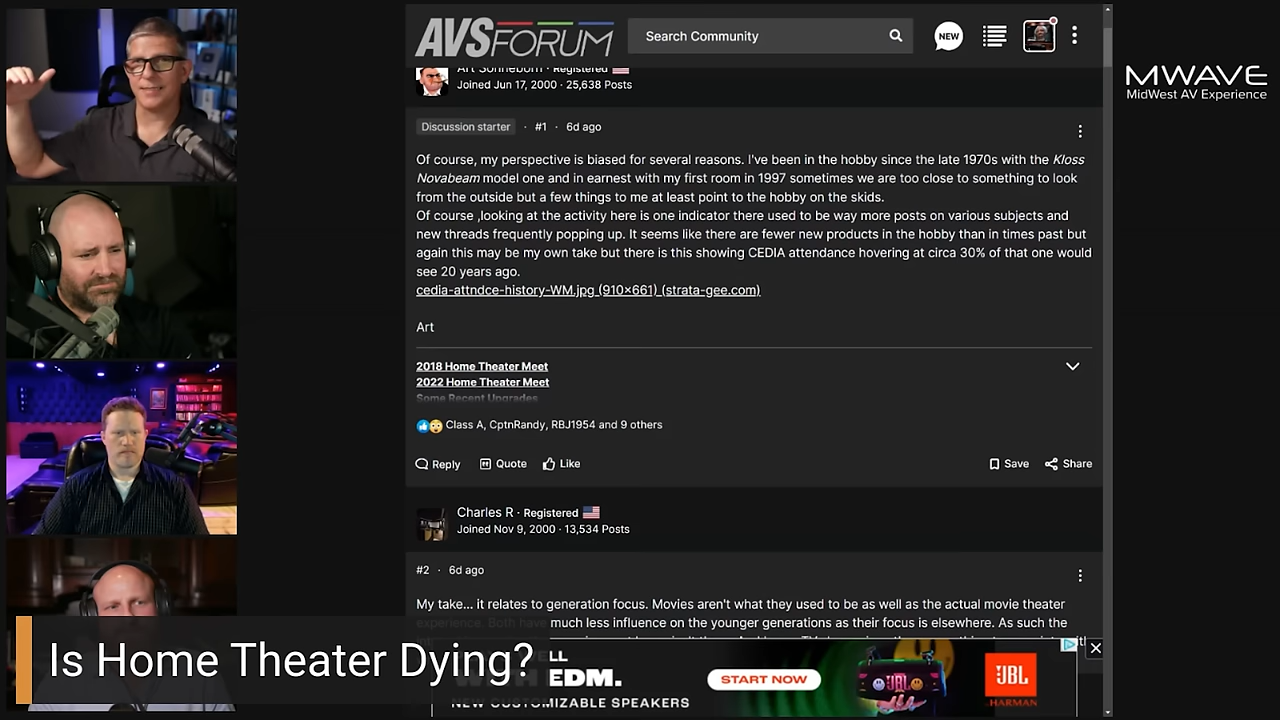 AVSFORUM
Search Community
NEW
MWAVE
MidWest AV Experience
Art Sonneborn · Registered
Joined Jun 17, 2000 · 25,638 Posts
Discussion starter · #1 · 6d ago
Of course, my perspective is biased for several reasons. I've been in the hobby since the late 1970s with the Kloss
Novabeam model one and in earnest with my first room in 1997 sometimes we are too close to something to look
from the outside but a few things to me at least point to the hobby on the skids.
Of course ,looking at the activity here is one indicator there used to be way more posts on various subjects and
new threads frequently popping up. It seems like there are fewer new products in the hobby than in times past but
again this may be my own take but there is this showing CEDIA attendance hovering at circa 30% of that one would
see 20 years ago.
cedia-attndce-history-WM.jpg (910×661) (strata-gee.com)
Art
2018 Home Theater Meet
2022 Home Theater Meet
Some Recent Upgrades
Class A, CptnRandy, RBJ1954 and 9 others
Reply Quote Like Save Share
Charles R · Registered
Joined Nov 9, 2000 · 13,534 Posts
#2 · 6d ago
My take... it relates to generation focus. Movies aren't what they used to be as well as the actual movie theater
experience. Both have much less influence on the younger generations as their focus is elsewhere. As such the
Is Home Theater Dying?
EDM.
NEW CUSTOMIZABLE SPEAKERS
START NOW
JBL
JBL
HARMAN